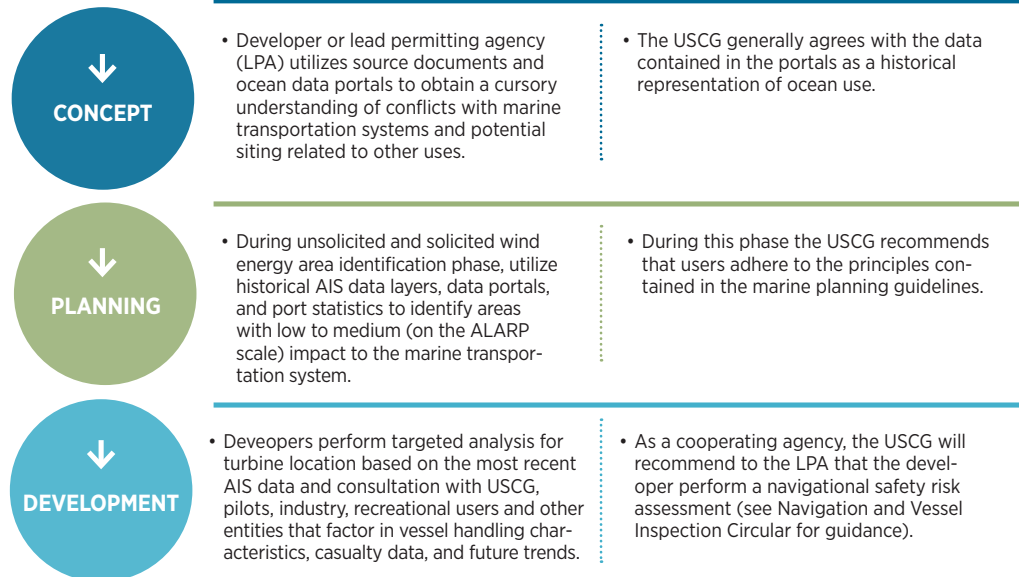 CONCEPT
• Developer or lead permitting agency
(LPA) utilizes source documents and
ocean data portals to obtain a cursory
understanding of conflicts with marine
transportation systems and potential
siting related to other uses.
• The USCG generally agrees with the data
contained in the portals as a historical
representation of ocean use.
PLANNING
• During unsolicited and solicited wind
energy area identification phase, utilize
historical AIS data layers, data portals,
and port statistics to identify areas
with low to medium (on the ALARP
scale) impact to the marine transpor-
tation system.
• During this phase the USCG recommends
that users adhere to the principles con-
tained in the marine planning guidelines.
DEVELOPMENT
• Deveopers perform targeted analysis for
turbine location based on the most recent
AIS data and consultation with USCG,
pilots, industry, recreational users and other
entities that factor in vessel handling char-
acteristics, casualty data, and future trends.
• As a cooperating agency, the USCG will
recommend to the LPA that the devel-
oper perform a navigational safety risk
assessment (see Navigation and Vessel
Inspection Circular for guidance).